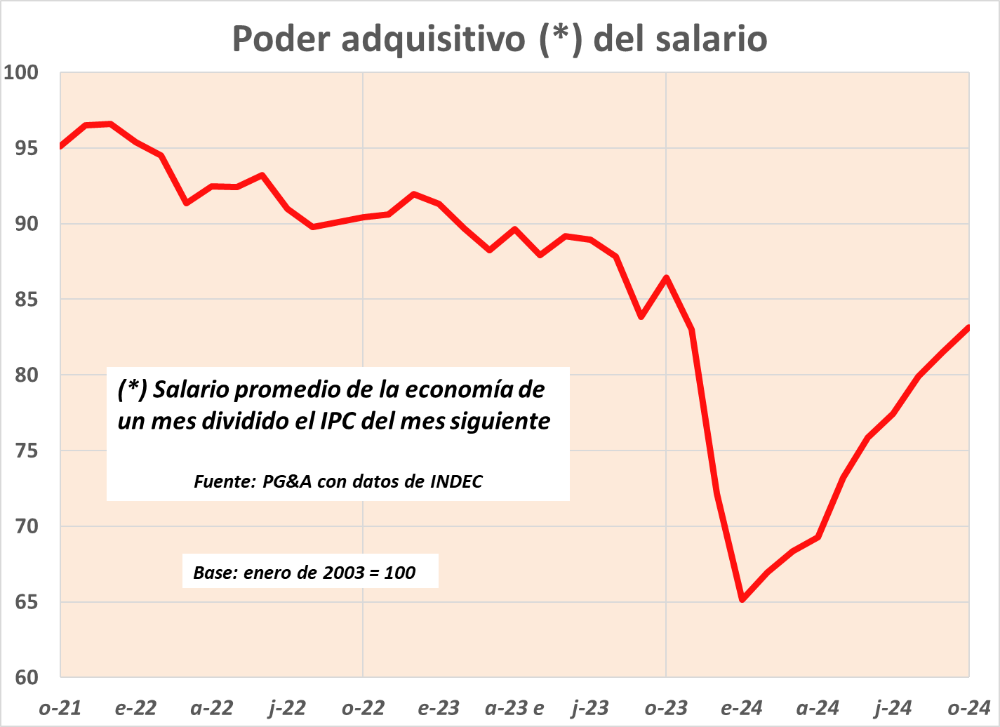 Poder adquisitivo (*) del salario
100
95
90
85
80
75
70
65
60
(*) Salario promedio de la economía de
un mes dividido el IPC del mes siguiente
Fuente: PG&A con datos de INDEC
Base: enero de 2003 = 100
o-21 e-22 a-22 j-22 o-22 e-23 a-23 e j-23 o-23 e-24 a-24 j-24 o-24